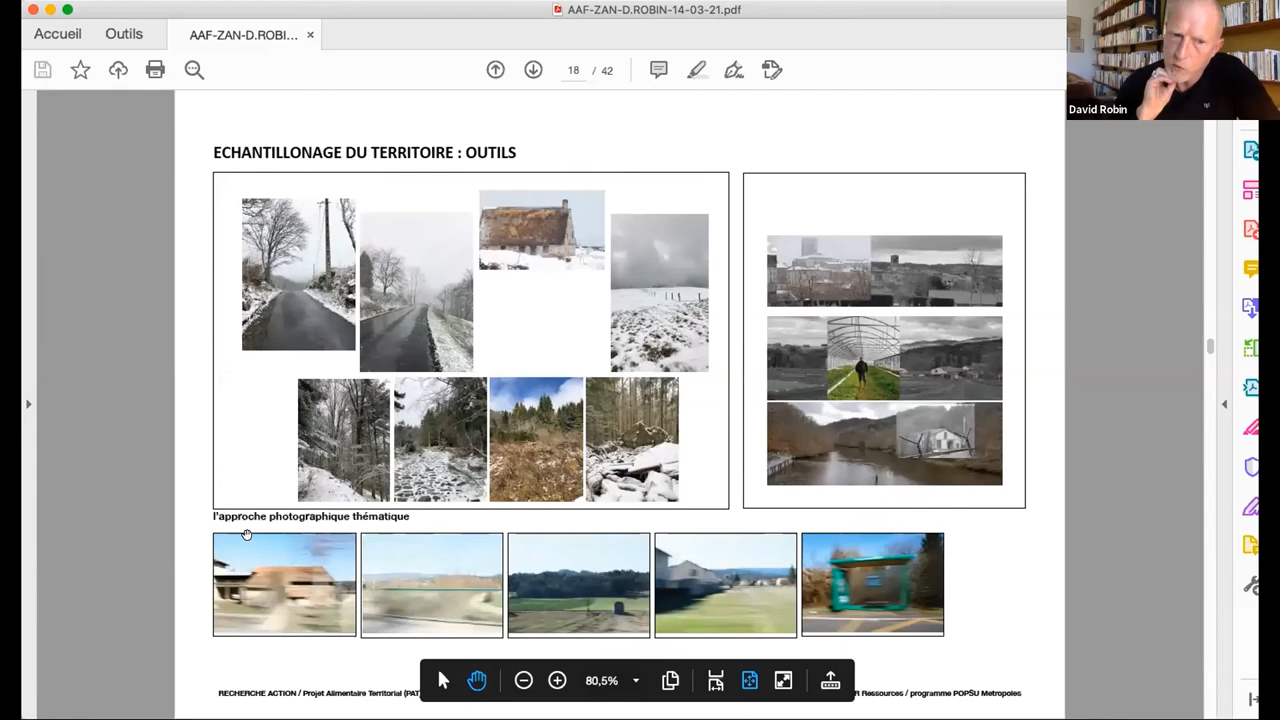 AAF-ZAN-D.ROBIN-14-03-21.pdf
Accueil
Outils
AAF-ZAN-D.ROBI...
18 / 42
David Robin
ECHANTILLONAGE DU TERRITOIRE : OUTILS
l'approche photographique thématique
80,5%
RECHERCHE ACTION / Projet Alimentaire Territorial (PAT)
R Ressources / programme POPSU Metropoles